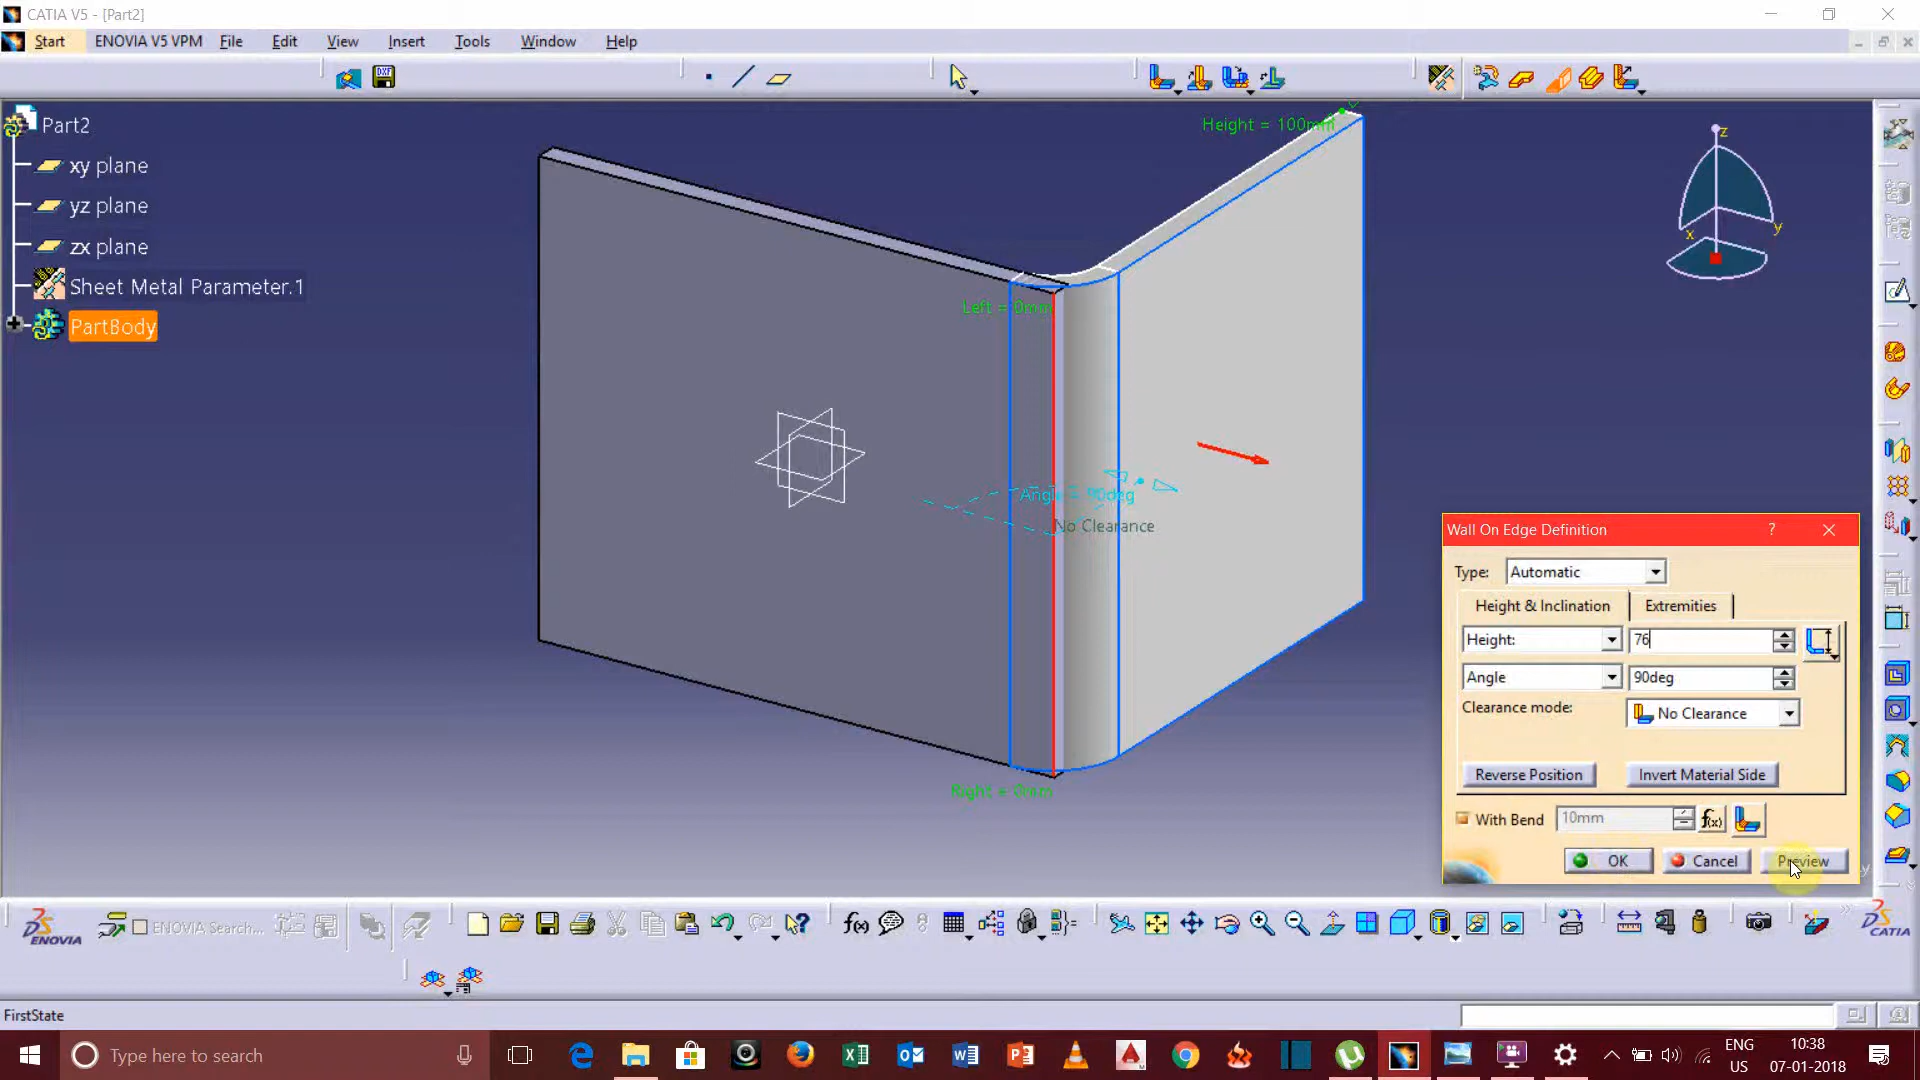 CATIA V5 - [Part2]
Start ENOVIA V5 VPM File Edit View Insert Tools Window Help
DXF
Part2
xy plane
yz plane
zx plane
Sheet Metal Parameter.1
PartBody
Height = 100mm
Left = 0mm
Angle = 90deg
No Clearance
Right = 0mm
z
x
y
Wall On Edge Definition ?
Type: Automatic
Height & Inclination Extremities
Height: 76
Angle 90deg
Clearance mode: No Clearance
Reverse Position Invert Material Side
With Bend 10mm f(x)
OK Cancel Preview
ENOVIA
ENOVIA Search...
f(x)
CATIA
FirstState
Type here to search
ENG
US
10:38
07-01-2018